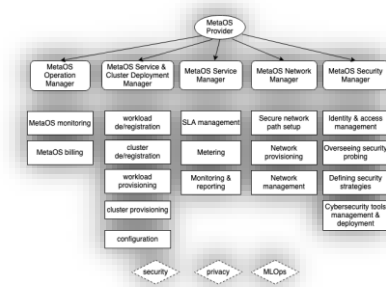 MetaOS
Provider
MetaOS
Operation
Manager
MetaOS Service &
Cluster Deployment
Manager
MetaOS
Service Manager
MetaOS Network
Manager
MetaOS Security
Manager
MetaOS monitoring
MetaOS billing
workload
de/registration
cluster
de/registration
workload
provisioning
cluster provisioning
configuration
SLA management
Metering
Monitoring &
reporting
Secure network
path setup
Network
provisioning
Network
management
Identity & access
management
Overseeing security
probing
Defining security
strategies
Cybersecurity tools
management &
deployment
security
privacy
MLOps